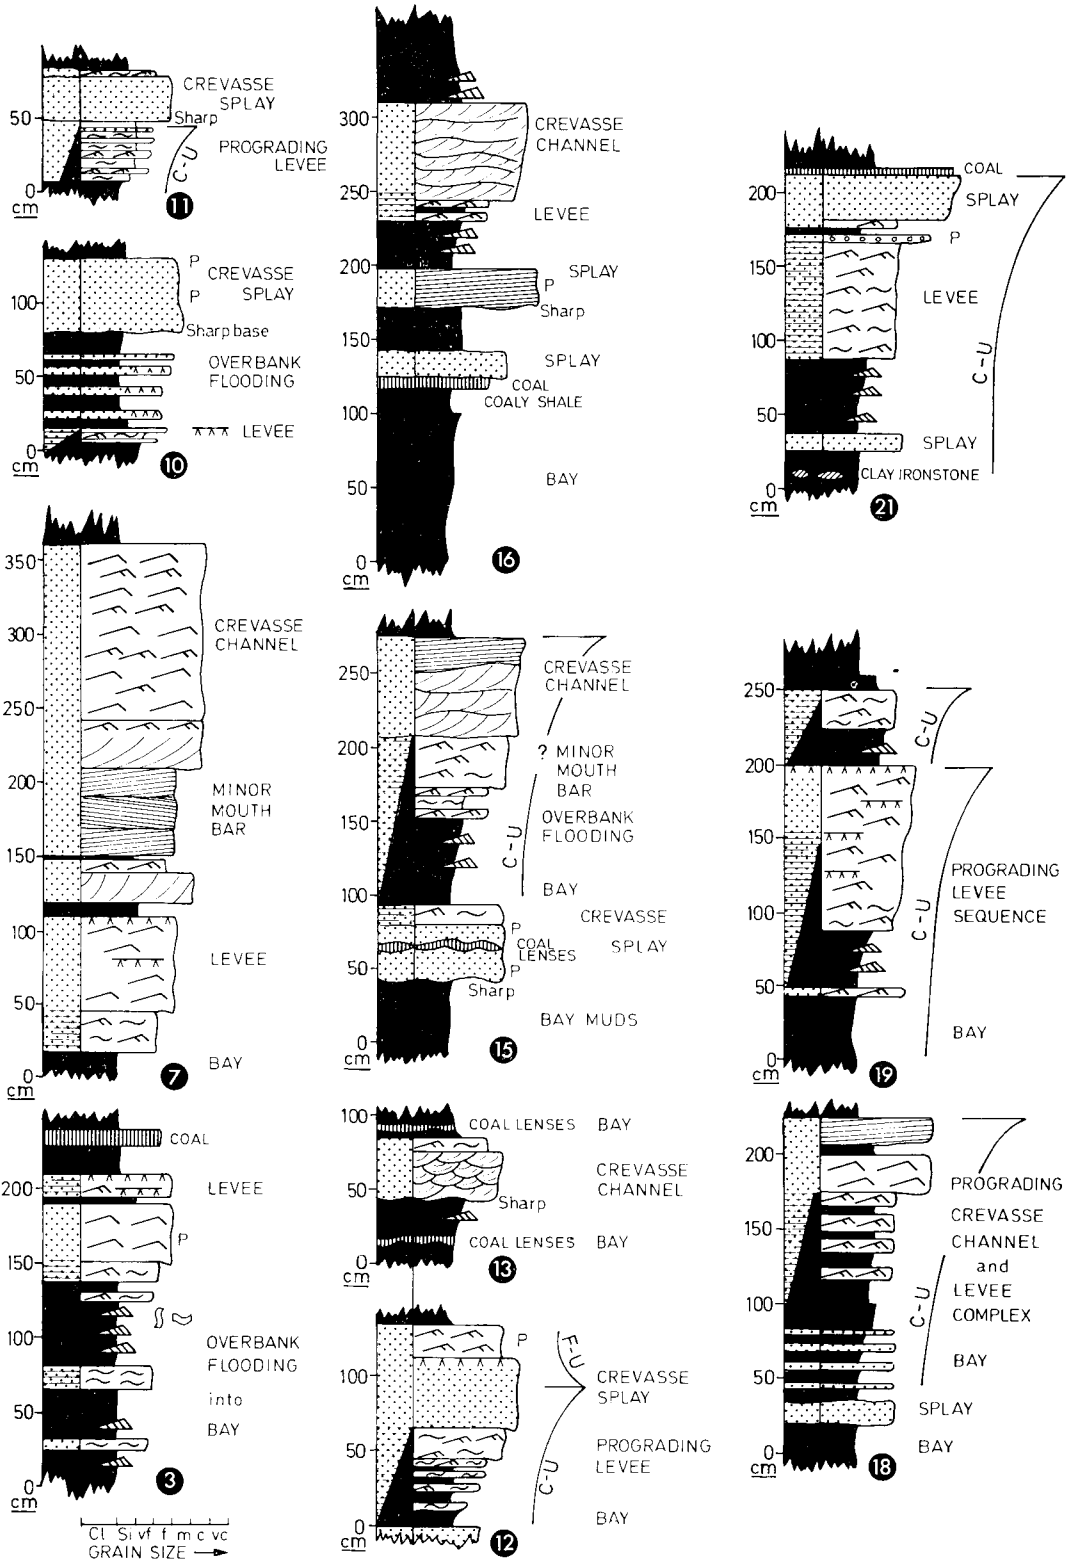 CREVASSE
SPLAY
Sharp
PROGRADING
LEVEE
C-U
50
0
cm
11
P
CREVASSE
P
SPLAY
Sharp base
OVERBANK
FLOODING
LEVEE
100
50
0
cm
10
350
300
250
200
150
100
50
0
cm
CREVASSE
CHANNEL
MINOR
MOUTH
BAR
LEVEE
BAY
7
COAL
LEVEE
P
OVERBANK
FLOODING
into
BAY
200
150
100
50
0
cm
3
Cl Si vf f m c vc
GRAIN SIZE
300
250
200
150
100
50
0
cm
CREVASSE
CHANNEL
LEVEE
SPLAY
P
Sharp
SPLAY
COAL
COALY SHALE
BAY
16
250
200
150
100
50
0
cm
CREVASSE
CHANNEL
? MINOR
MOUTH
BAR
OVERBANK
FLOODING
C-U
BAY
CREVASSE
P
COAL
LENSES
SPLAY
P
Sharp
BAY MUDS
15
100
50
0
cm
COAL LENSES BAY
CREVASSE
CHANNEL
Sharp
COAL LENSES BAY
13
100
50
0
cm
P
F-U
CREVASSE
SPLAY
PROGRADING
LEVEE
C-U
BAY
12
200
150
100
50
0
cm
COAL
SPLAY
P
LEVEE
C-U
SPLAY
CLAY IRONSTONE
21
250
200
150
100
50
0
cm
C-U
PROGRADING
LEVEE
SEQUENCE
C-U
BAY
19
200
150
100
50
0
cm
PROGRADING
CREVASSE
CHANNEL
and
LEVEE
COMPLEX
C-U
BAY
SPLAY
BAY
18